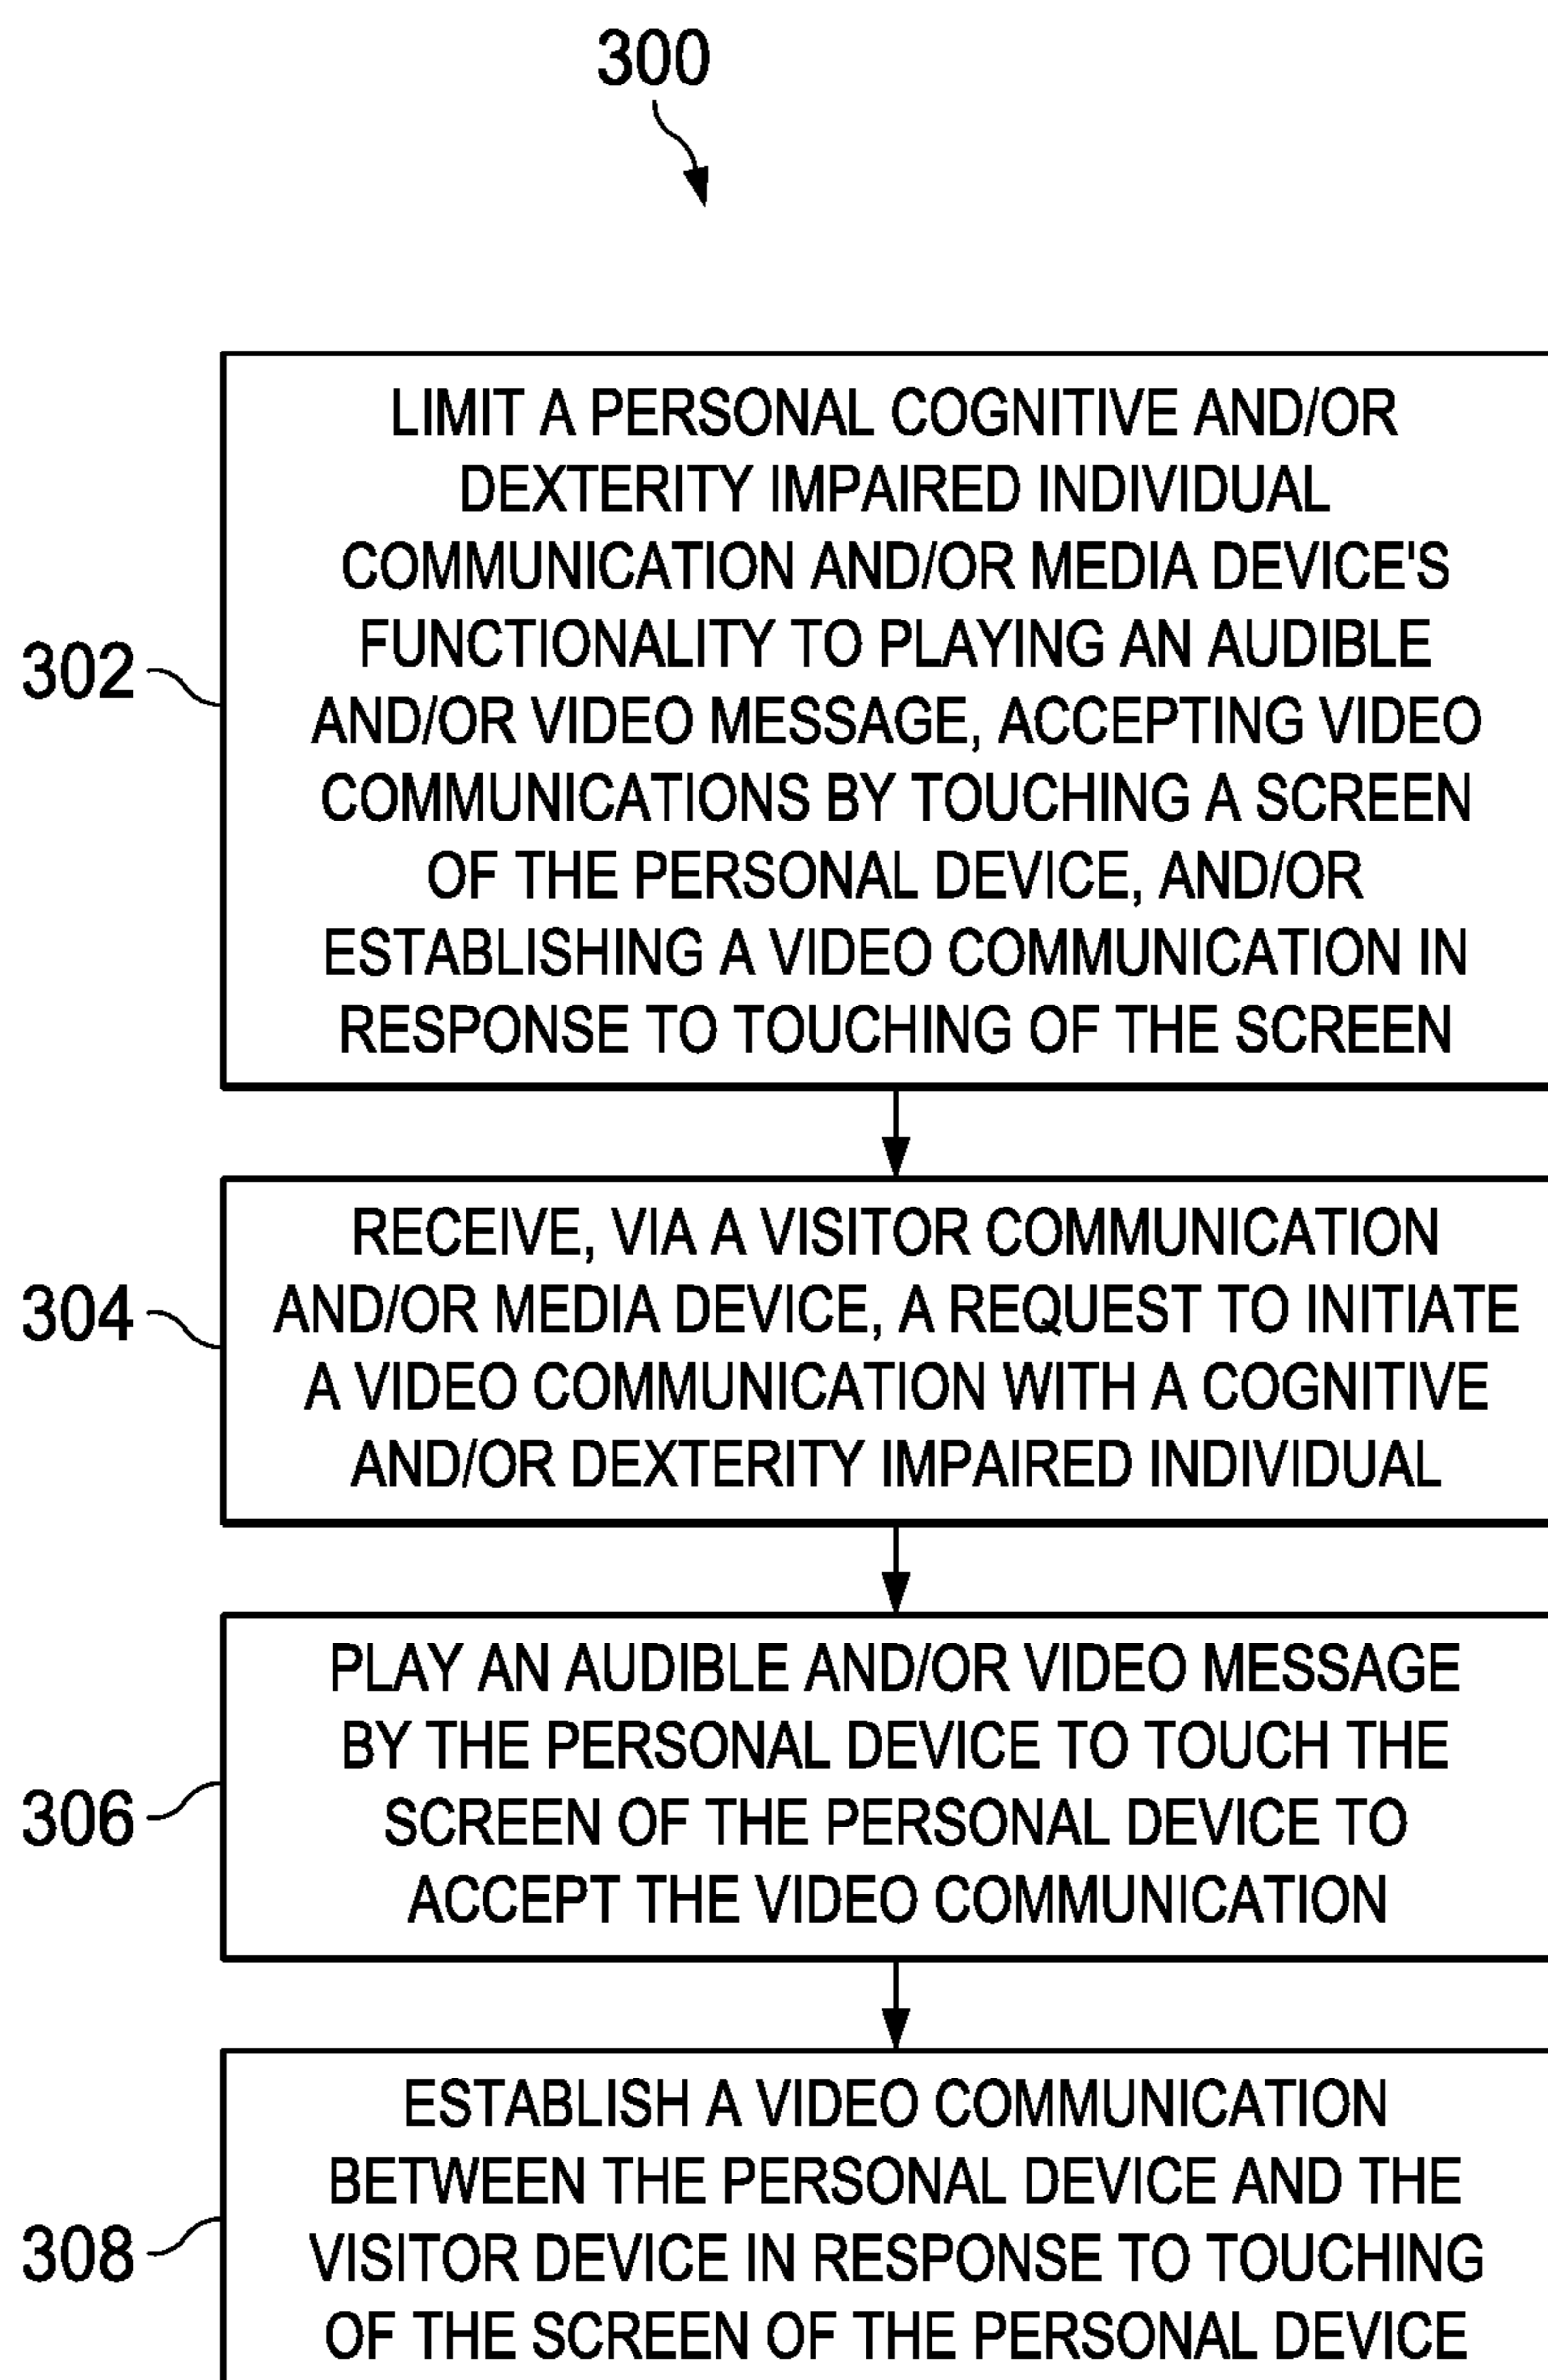 300
302
LIMIT A PERSONAL COGNITIVE AND/OR
DEXTERITY IMPAIRED INDIVIDUAL
COMMUNICATION AND/OR MEDIA DEVICE'S
FUNCTIONALITY TO PLAYING AN AUDIBLE
AND/OR VIDEO MESSAGE, ACCEPTING VIDEO
COMMUNICATIONS BY TOUCHING A SCREEN
OF THE PERSONAL DEVICE, AND/OR
ESTABLISHING A VIDEO COMMUNICATION IN
RESPONSE TO TOUCHING OF THE SCREEN
304
RECEIVE, VIA A VISITOR COMMUNICATION
AND/OR MEDIA DEVICE, A REQUEST TO INITIATE
A VIDEO COMMUNICATION WITH A COGNITIVE
AND/OR DEXTERITY IMPAIRED INDIVIDUAL
306
PLAY AN AUDIBLE AND/OR VIDEO MESSAGE
BY THE PERSONAL DEVICE TO TOUCH THE
SCREEN OF THE PERSONAL DEVICE TO
ACCEPT THE VIDEO COMMUNICATION
308
ESTABLISH A VIDEO COMMUNICATION
BETWEEN THE PERSONAL DEVICE AND THE
VISITOR DEVICE IN RESPONSE TO TOUCHING
OF THE SCREEN OF THE PERSONAL DEVICE